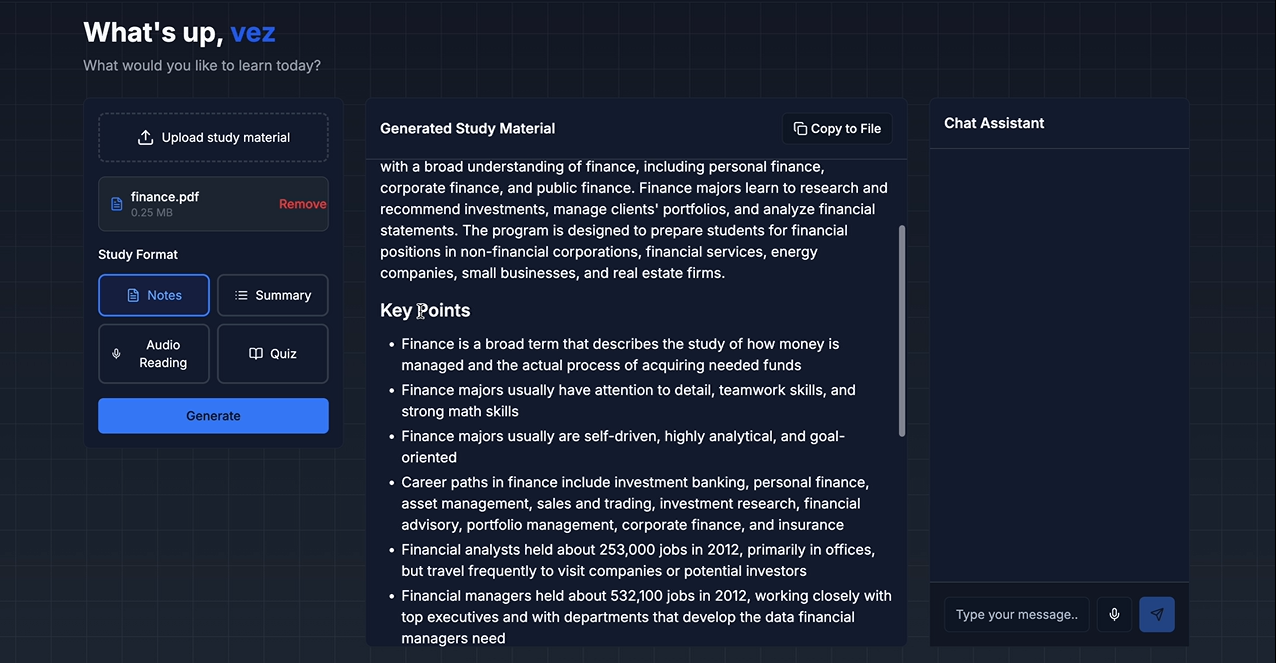 What's up, vez
What would you like to learn today?
Upload study material
finance.pdf
0.25 MB
Remove
Study Format
Notes
Summary
Audio
Reading
Quiz
Generate
Generated Study Material
Copy to File
with a broad understanding of finance, including personal finance,
corporate finance, and public finance. Finance majors learn to research and
recommend investments, manage clients' portfolios, and analyze financial
statements. The program is designed to prepare students for financial
positions in non-financial corporations, financial services, energy
companies, small businesses, and real estate firms.
Key Points
• Finance is a broad term that describes the study of how money is
managed and the actual process of acquiring needed funds
• Finance majors usually have attention to detail, teamwork skills, and
strong math skills
• Finance majors usually are self-driven, highly analytical, and goal-
oriented
• Career paths in finance include investment banking, personal finance,
asset management, sales and trading, investment research, financial
advisory, portfolio management, corporate finance, and insurance
• Financial analysts held about 253,000 jobs in 2012, primarily in offices,
but travel frequently to visit companies or potential investors
• Financial managers held about 532,100 jobs in 2012, working closely with
top executives and with departments that develop the data financial
managers need
Chat Assistant
Type your message..